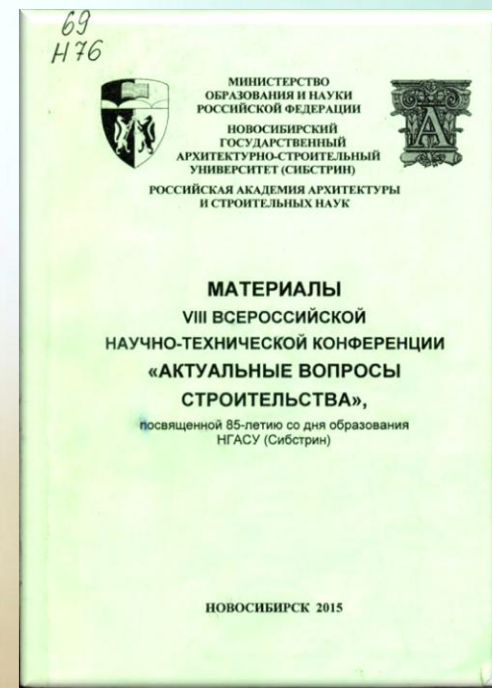 69
Н76
МИНИСТЕРСТВО
ОБРАЗОВАНИЯ И НАУКИ
РОССИЙСКОЙ ФЕДЕРАЦИИ
НОВОСИБИРСКИЙ
ГОСУДАРСТВЕННЫЙ
АРХИТЕКТУРНО-СТРОИТЕЛЬНЫЙ
УНИВЕРСИТЕТ (СИБСТРИН)
РОССИЙСКАЯ АКАДЕМИЯ АРХИТЕКТУРЫ
И СТРОИТЕЛЬНЫХ НАУК
А
МАТЕРИАЛЫ
VIII ВСЕРОССИЙСКОЙ
НАУЧНО-ТЕХНИЧЕСКОЙ КОНФЕРЕНЦИИ
«АКТУАЛЬНЫЕ ВОПРОСЫ
СТРОИТЕЛЬСТВА»,
посвященной 85-летию со дня образования
НГАСУ (Сибстрин)
НОВОСИБИРСК 2015